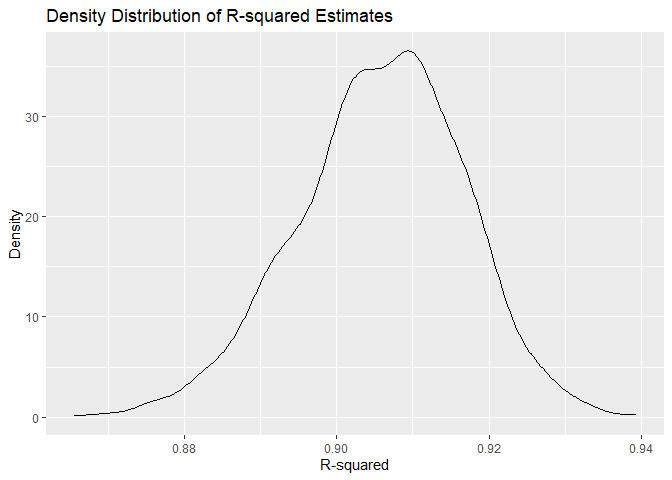 Density Distribution of R-squared Estimates
Density
30
20
10
0
0.88 0.90 0.92 0.94
R-squared